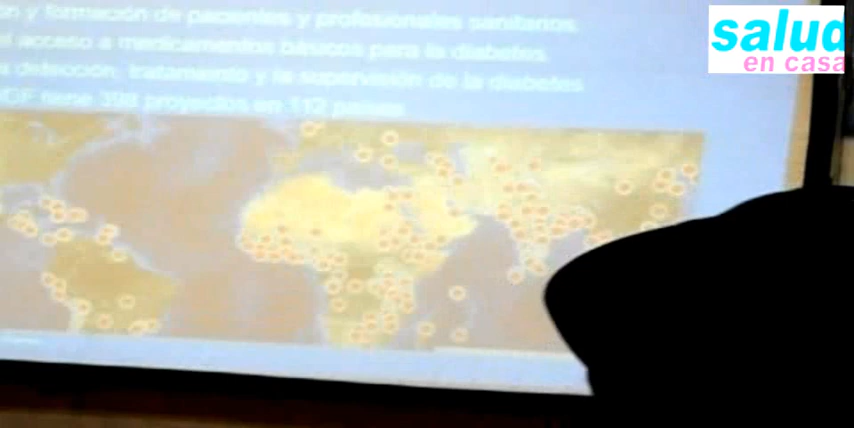 salud
en casa
y formación de pacientes y profesionales sanitarios.
acceso a medicamentos básicos para la diabetes.
detección, tratamiento y la supervisión de la diabetes
tiene 398 proyectos en 112 países